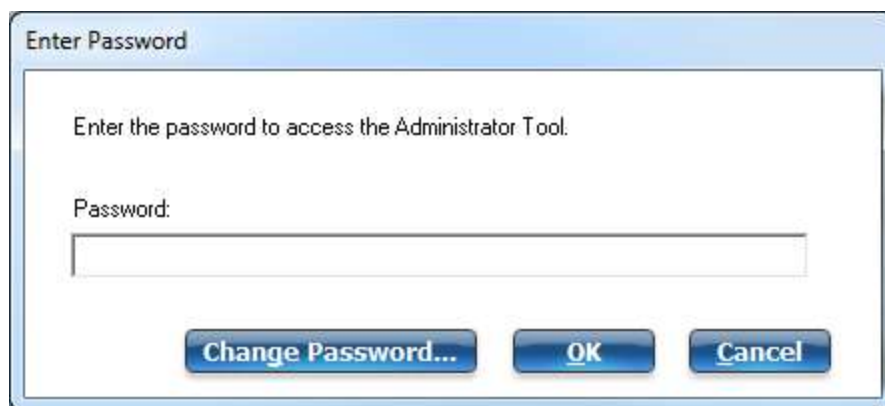 Enter Password
Enter the password to access the Administrator Tool.
Password:
Change Password... OK Cancel